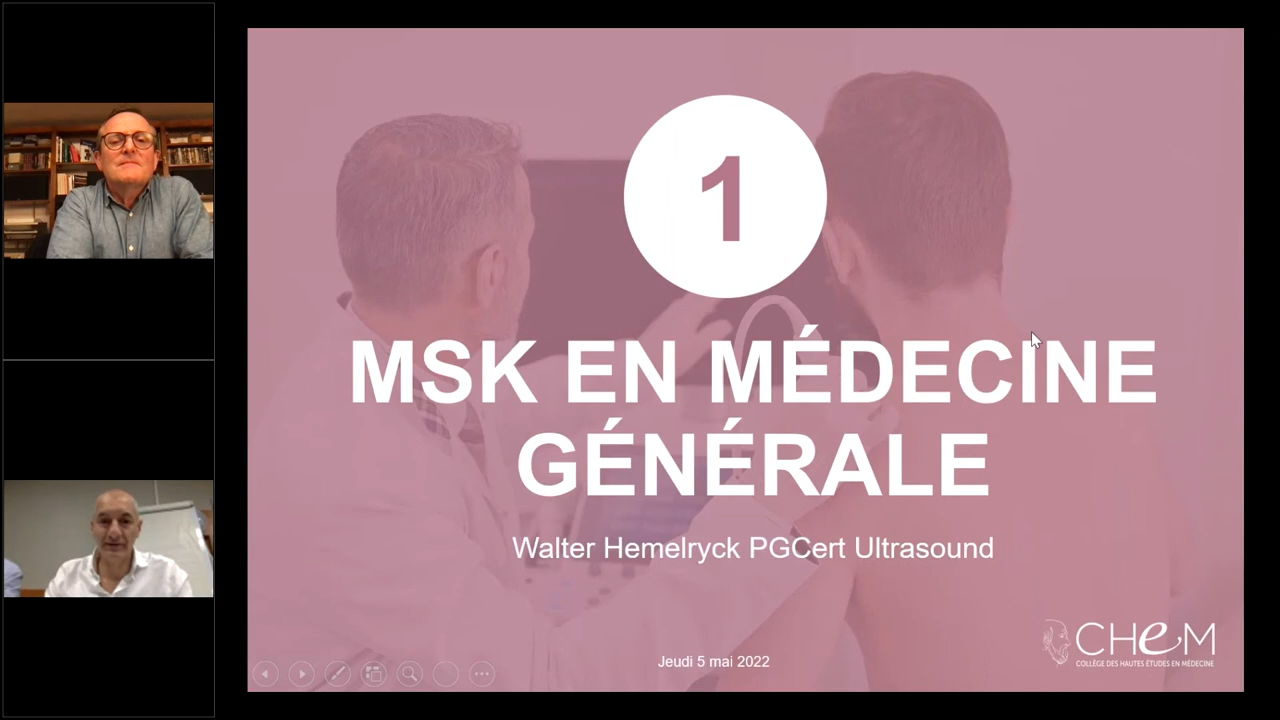 1
MSK EN MÉDECINE
GÉNÉRALE
Walter Hemelryck PGCert Ultrasound
Jeudi 5 mai 2022
CHeM
COLLÈGE DES HAUTES ÉTUDES EN MÉDECINE